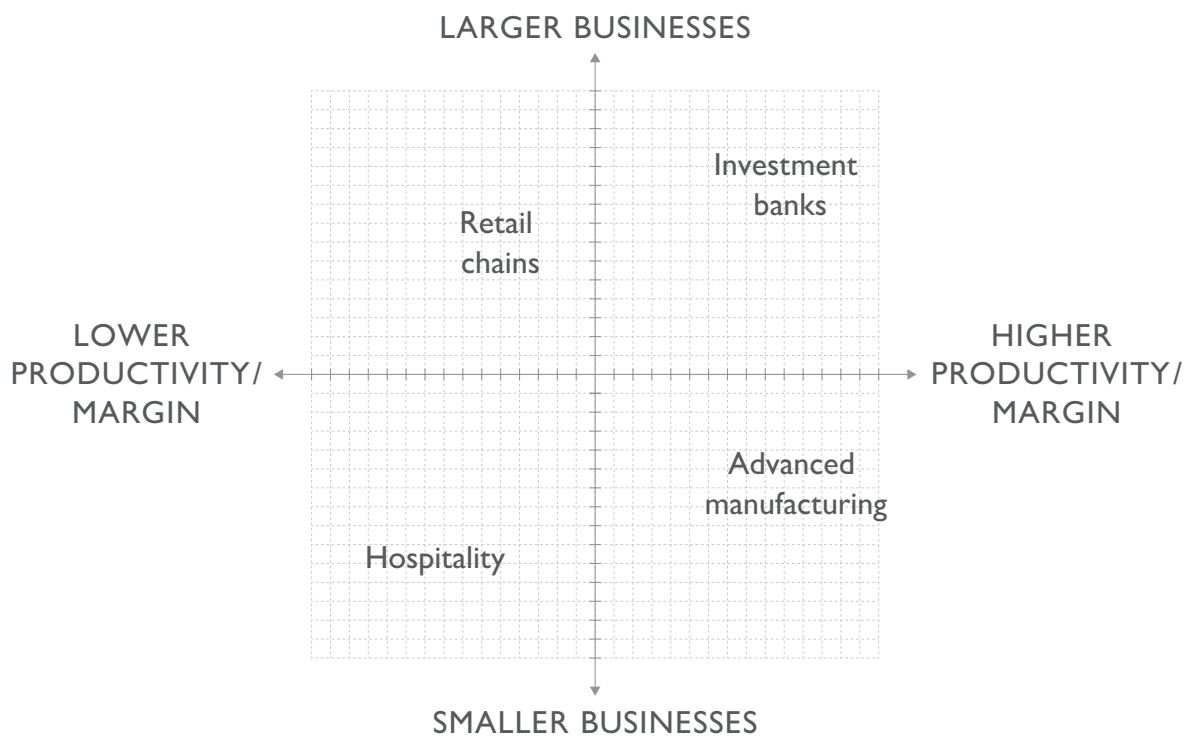 LARGER BUSINESSES
Investment
banks
Retail
chains
LOWER
PRODUCTIVITY/
MARGIN
HIGHER
PRODUCTIVITY/
MARGIN
Advanced
manufacturing
Hospitality
SMALLER BUSINESSES